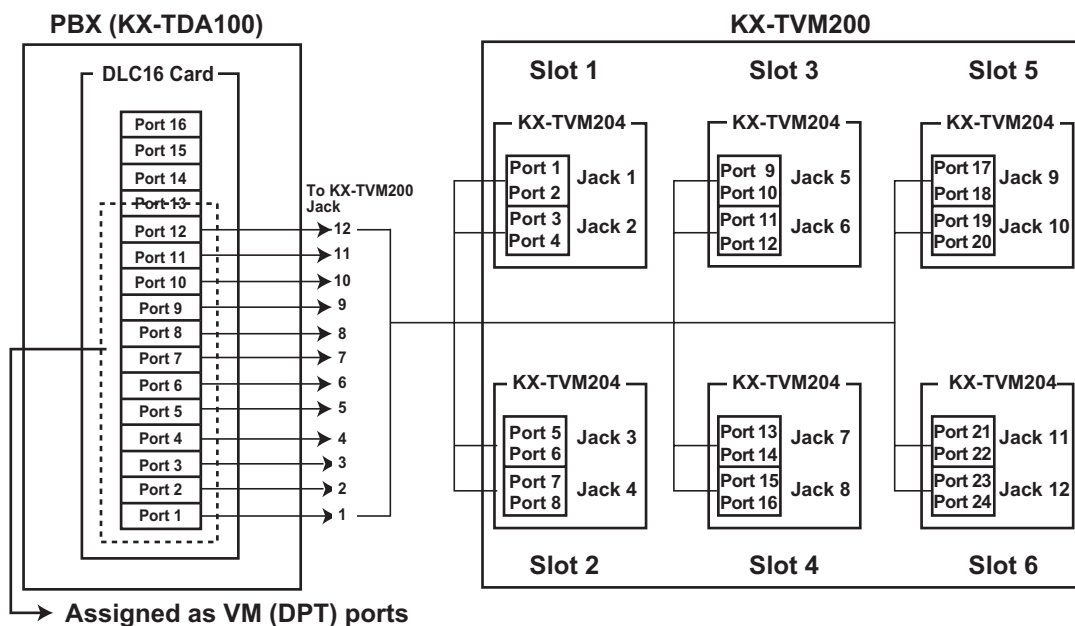 PBX (KX-TDA100)
DLC16 Card
Port 16
Port 15
Port 14
Port 13
Port 12
Port 11
Port 10
Port 9
Port 8
Port 7
Port 6
Port 5
Port 4
Port 3
Port 2
Port 1
To KX-TVM200
Jack
12
11
10
9
8
7
6
5
4
3
2
1
Assigned as VM (DPT) ports
KX-TVM200
Slot 1
KX-TVM204
Port 1
Port 2
Jack 1
Port 3
Port 4
Jack 2
Slot 3
KX-TVM204
Port 9
Port 10
Jack 5
Port 11
Port 12
Jack 6
Slot 5
KX-TVM204
Port 17
Port 18
Jack 9
Port 19
Port 20
Jack 10
KX-TVM204
Port 5
Port 6
Jack 3
Port 7
Port 8
Jack 4
Slot 2
KX-TVM204
Port 13
Port 14
Jack 7
Port 15
Port 16
Jack 8
Slot 4
KX-TVM204
Port 21
Port 22
Jack 11
Port 23
Port 24
Jack 12
Slot 6